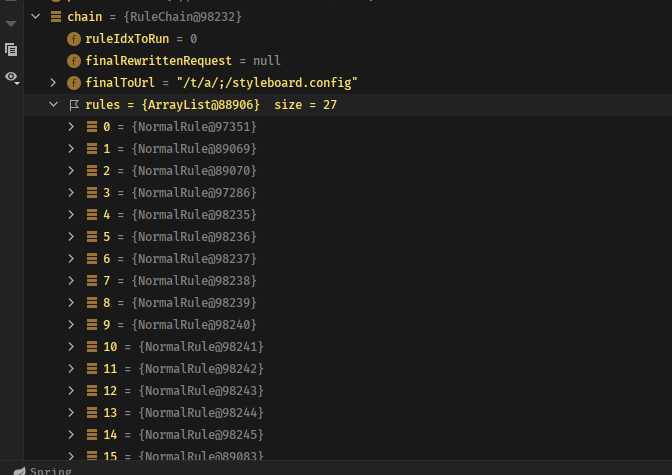 chain = {RuleChain@98232}
f ruleIdxToRun = 0
f finalRewrittenRequest = null
f finalToUrl = "/t/a/;/styleboard.config"
rules = {ArrayList@88906} size = 27
0 = {NormalRule@97351}
1 = {NormalRule@89069}
2 = {NormalRule@89070}
3 = {NormalRule@97286}
4 = {NormalRule@98235}
5 = {NormalRule@98236}
6 = {NormalRule@98237}
7 = {NormalRule@98238}
8 = {NormalRule@98239}
9 = {NormalRule@98240}
10 = {NormalRule@98241}
11 = {NormalRule@98242}
12 = {NormalRule@98243}
13 = {NormalRule@98244}
14 = {NormalRule@98245}
15 = {NormalRule@89083}
Spring